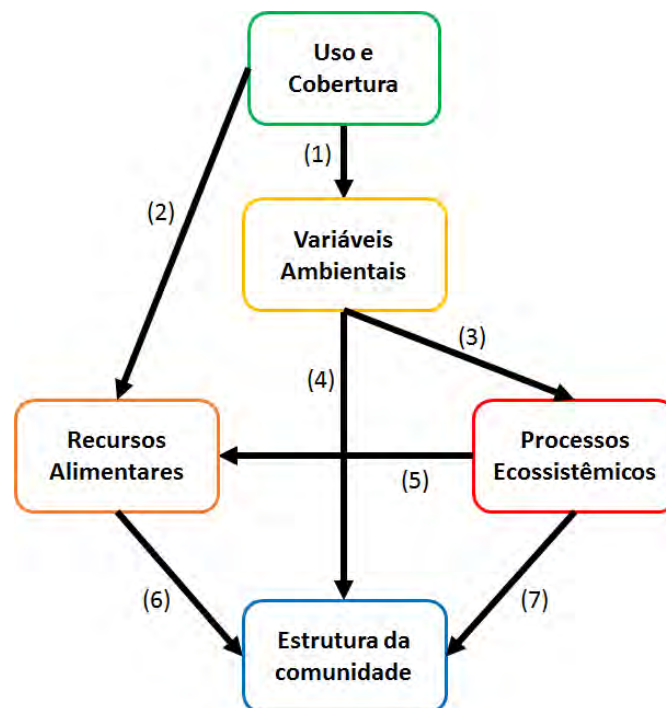 Uso e
Cobertura
(1)
(2)
Variáveis
Ambientais
(3)
(4)
Recursos
Alimentares
Processos
Ecossistêmicos
(5)
(6)
(7)
Estrutura da
comunidade